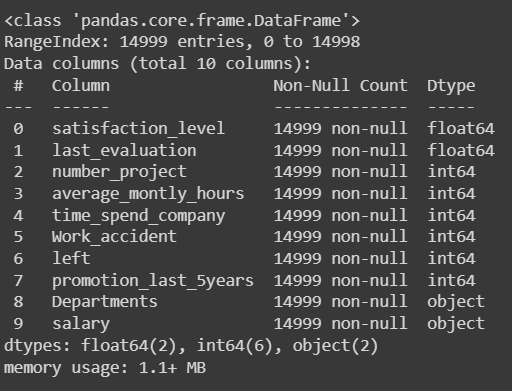 <class 'pandas.core.frame.DataFrame'>
RangeIndex: 14999 entries, 0 to 14998
Data columns (total 10 columns):
 #   Column                 Non-Null Count  Dtype
---  ------                 --------------  -----
 0   satisfaction_level     14999 non-null  float64
 1   last_evaluation        14999 non-null  float64
 2   number_project         14999 non-null  int64
 3   average_montly_hours   14999 non-null  int64
 4   time_spend_company     14999 non-null  int64
 5   Work_accident          14999 non-null  int64
 6   left                   14999 non-null  int64
 7   promotion_last_5years  14999 non-null  int64
 8   Departments            14999 non-null  object
 9   salary                 14999 non-null  object
dtypes: float64(2), int64(6), object(2)
memory usage: 1.1+ MB